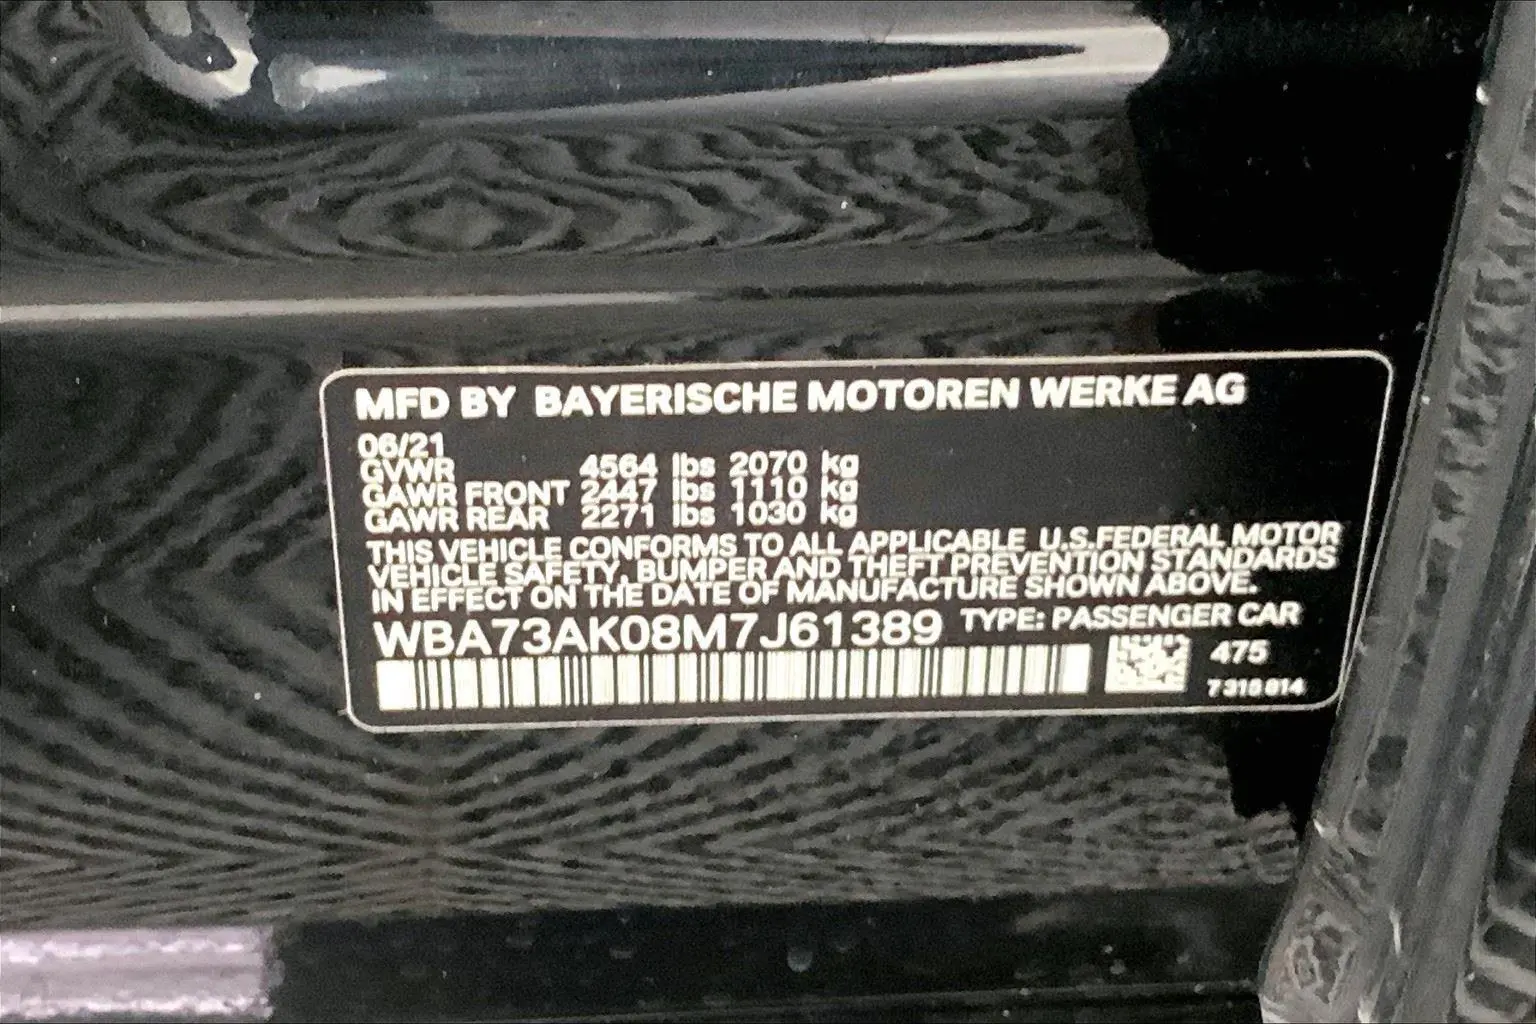 MFD BY BAYERISCHE MOTOREN WERKE AG
06/21
GVWR 4564 lbs 2070 kg
GAWR FRONT 2447 lbs 1110 kg
GAWR REAR 2271 lbs 1030 kg
THIS VEHICLE CONFORMS TO ALL APPLICABLE U.S.FEDERAL MOTOR
VEHICLE SAFETY, BUMPER AND THEFT PREVENTION STANDARDS
IN EFFECT ON THE DATE OF MANUFACTURE SHOWN ABOVE.
WBA73AK08M7J61389 TYPE: PASSENGER CAR
475